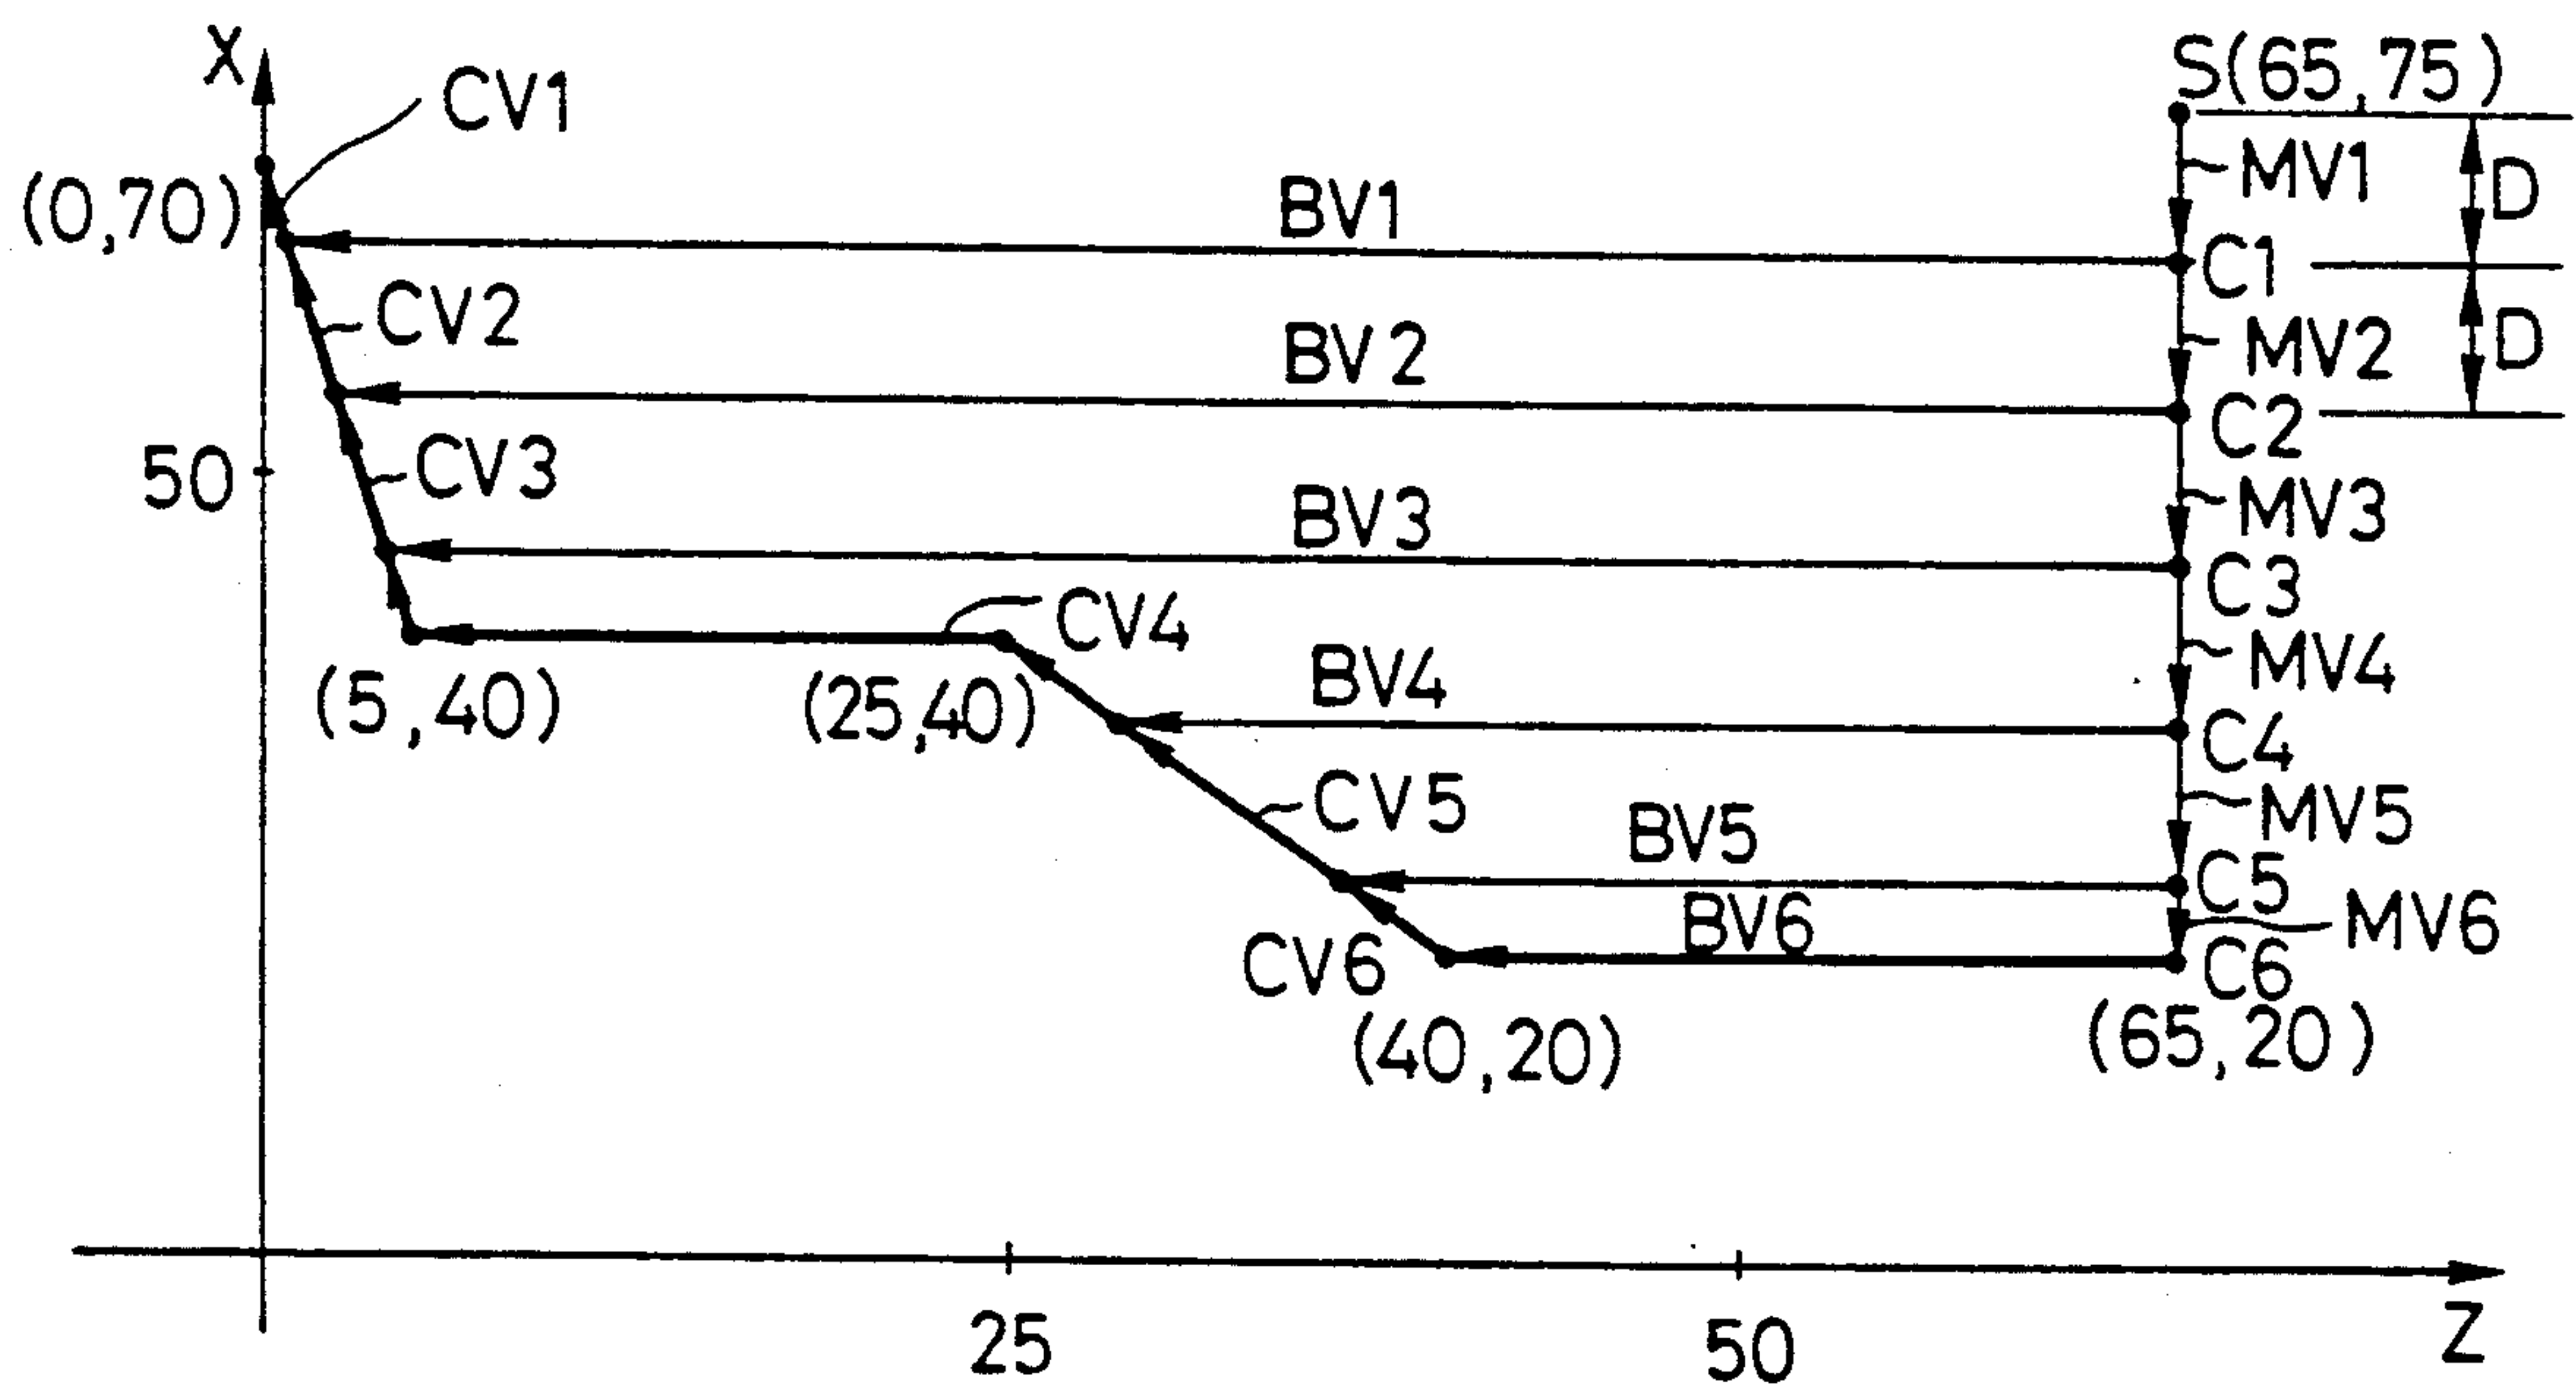 X
CV1
S(65,75)
(0,70)
BV1
MV1
D
C1
CV2
BV2
MV2
D
C2
50
CV3
BV3
MV3
C3
CV4
(5,40)
(25,40)
BV4
MV4
C4
CV5
BV5
MV5
C5
CV6
BV6
MV6
C6
(40,20)
(65,20)
25
50
Z